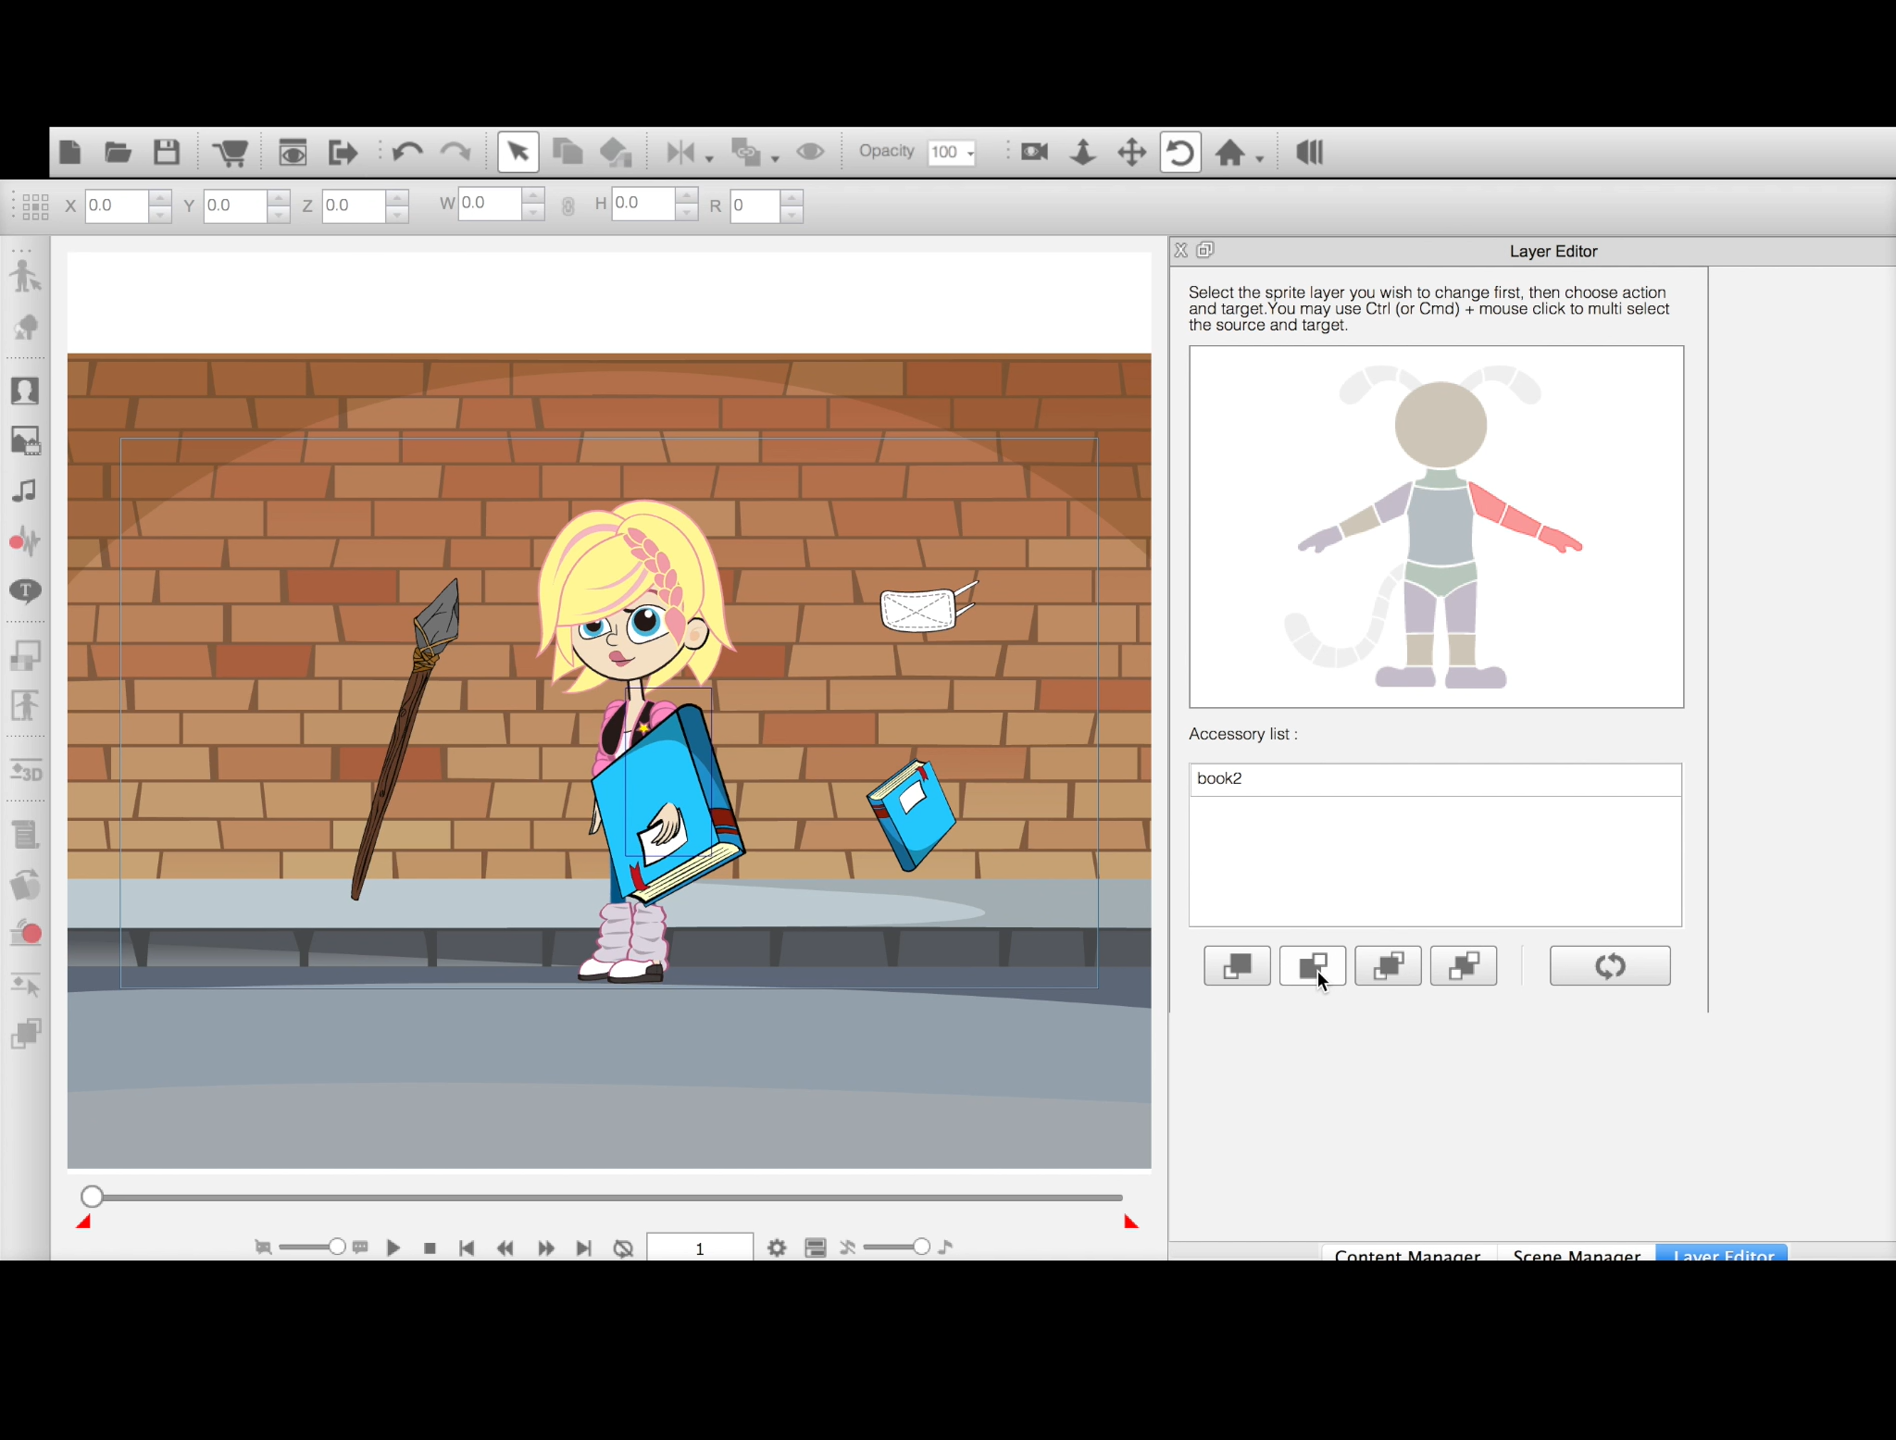 Opacity 100
X 0.0 Y 0.0 Z 0.0 W 0.0 H 0.0 R 0
T
3D
Layer Editor
Select the sprite layer you wish to change first, then choose action
and target.You may use Ctrl (or Cmd) + mouse click to multi select
the source and target.
Accessory list :
book2
1
Content Manager Scene Manager Layer Editor